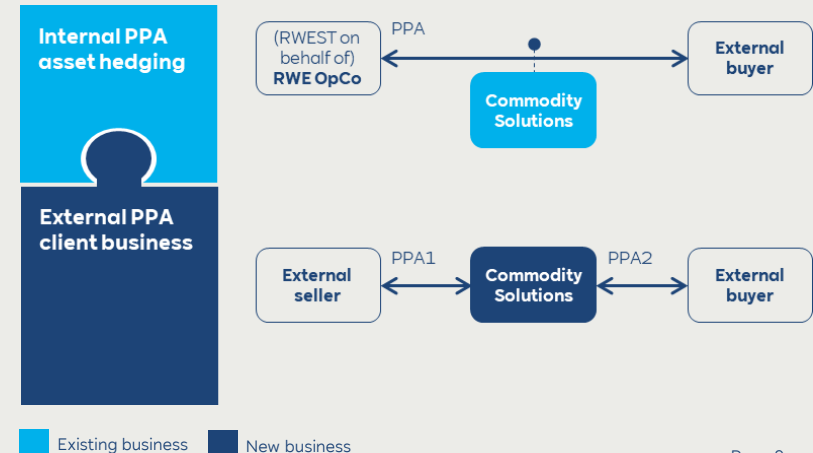 Internal PPA
asset hedging
(RWEST on
behalf of)
RWE OpCo
PPA
Commodity
Solutions
External
buyer
External PPA
client business
External
seller
PPA1
Commodity
Solutions
PPA2
External
buyer
Existing business
New business